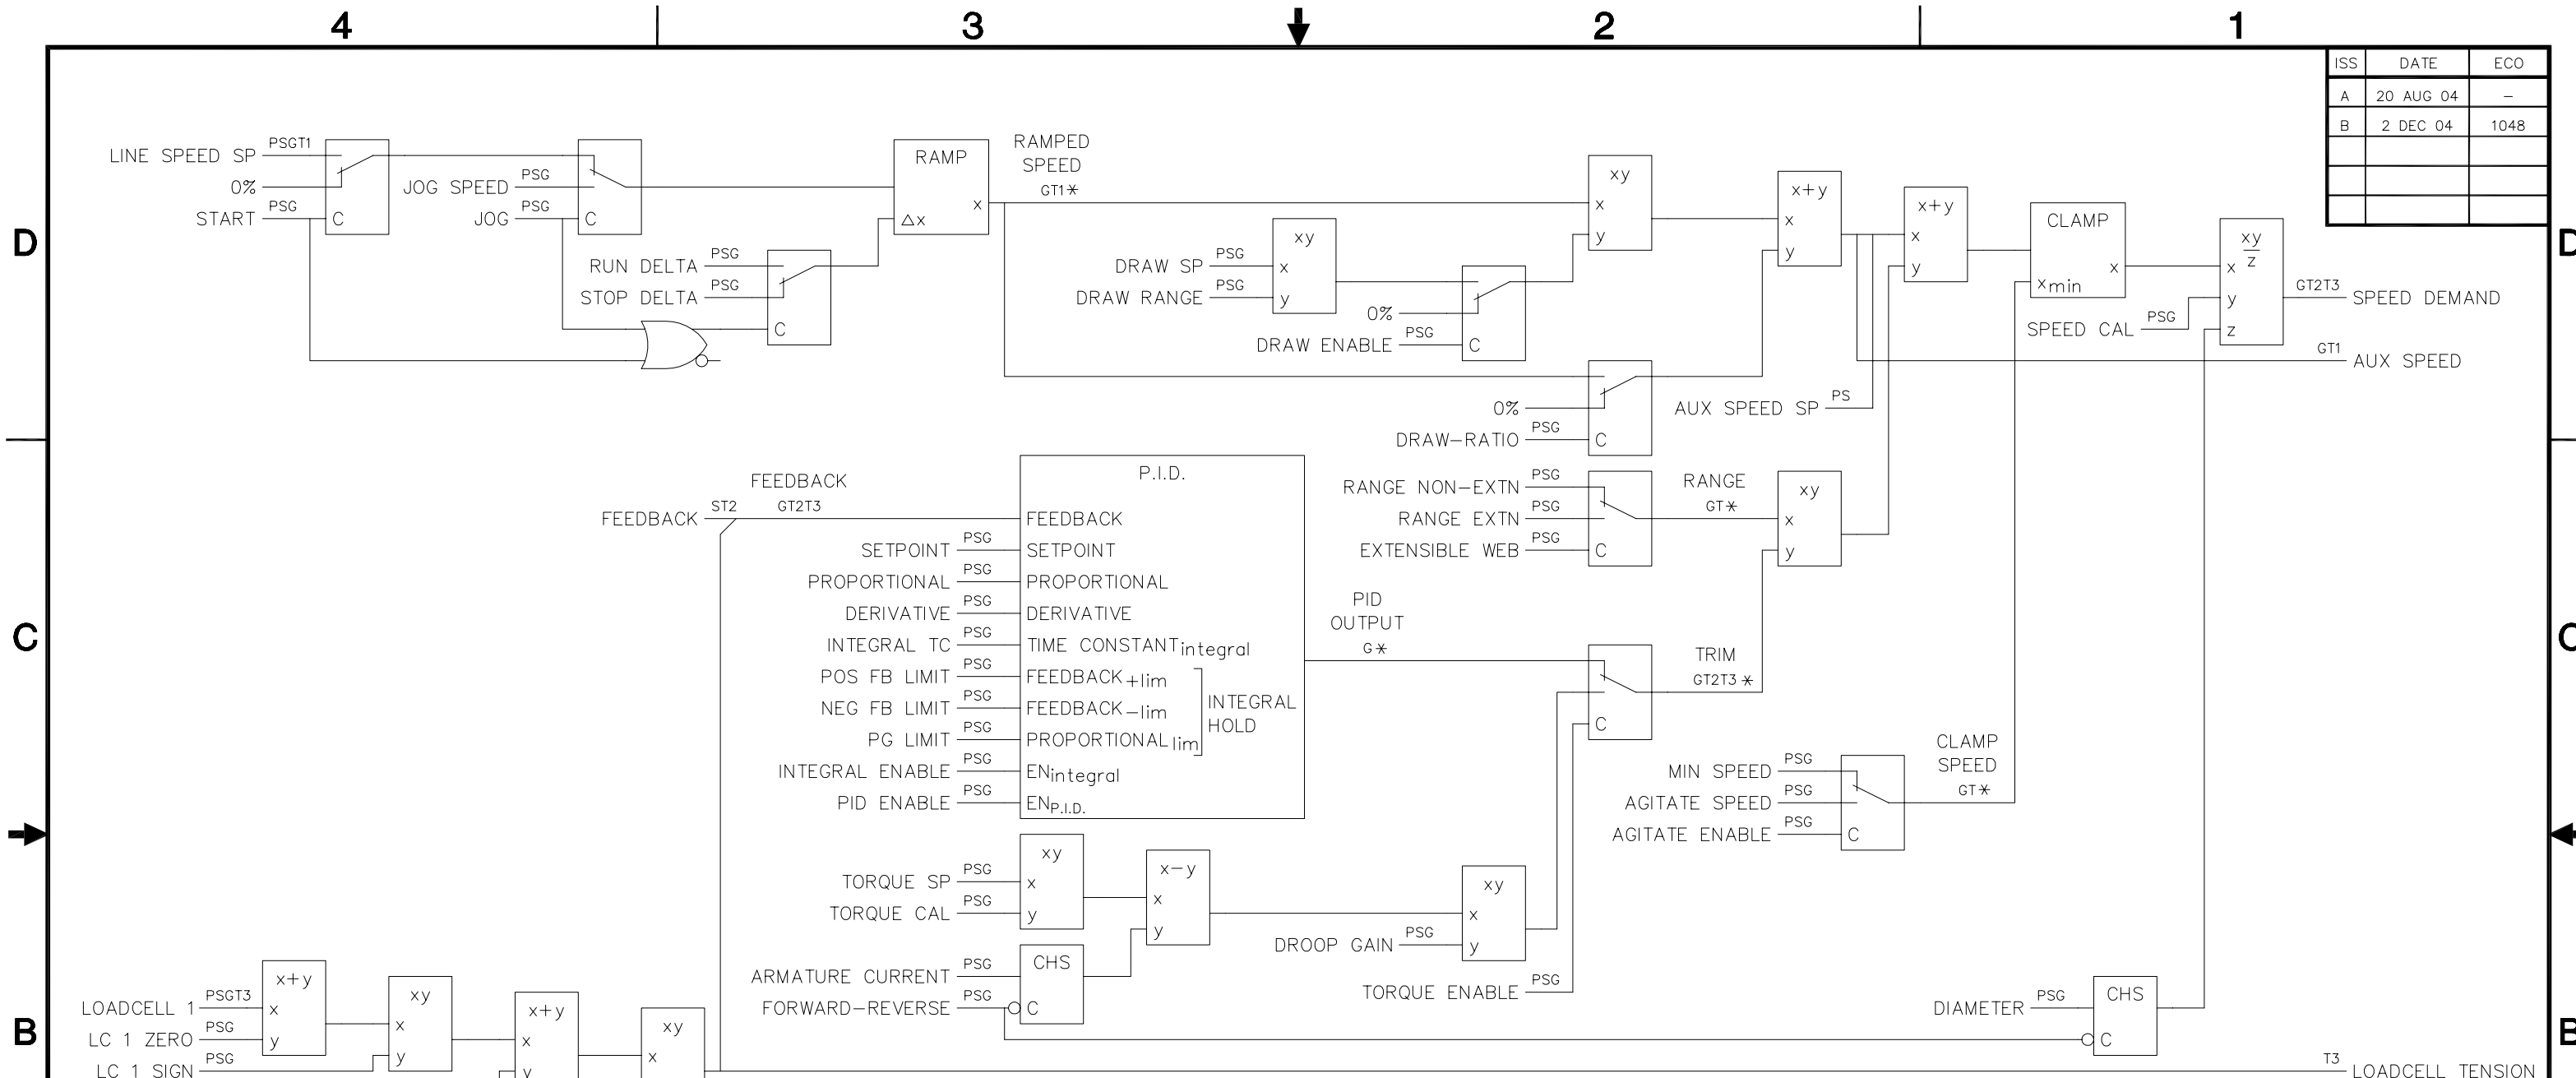 4 3 2 1
ISS DATE ECO
A 20 AUG 04 –
B 2 DEC 04 1048
D D
LINE SPEED SP PSGT1
0%
START PSG C
JOG SPEED PSG
JOG PSG C
RUN DELTA PSG
STOP DELTA PSG
C
RAMP
x
Δx
RAMPED
SPEED
GT1*
DRAW SP PSG
DRAW RANGE PSG
xy
x
y
0%
DRAW ENABLE PSG C
xy
x
y
x+y
x
y
x+y
x
y
CLAMP
x
xmin
xy
z
x
y
z
SPEED CAL PSG
GT2T3 SPEED DEMAND
GT1 AUX SPEED
0%
DRAW-RATIO PSG C
AUX SPEED SP PS
C C
FEEDBACK ST2
FEEDBACK
GT2T3
P.I.D.
FEEDBACK
SETPOINT PSG SETPOINT
PROPORTIONAL PSG PROPORTIONAL
DERIVATIVE PSG DERIVATIVE
INTEGRAL TC PSG TIME CONSTANTintegral
POS FB LIMIT PSG FEEDBACK+lim
NEG FB LIMIT PSG FEEDBACK–lim
PG LIMIT PSG PROPORTIONALlim
INTEGRAL
HOLD
INTEGRAL ENABLE PSG ENintegral
PID ENABLE PSG ENP.I.D.
PID
OUTPUT
G*
RANGE NON-EXTN PSG
RANGE EXTN PSG
EXTENSIBLE WEB PSG C
RANGE
GT*
xy
x
y
C
TRIM
GT2T3*
MIN SPEED PSG
AGITATE SPEED PSG
AGITATE ENABLE PSG C
CLAMP
SPEED
GT*
TORQUE SP PSG
TORQUE CAL PSG
xy
x
y
x–y
x
y
ARMATURE CURRENT PSG CHS
FORWARD-REVERSE PSG C
DROOP GAIN PSG
xy
x
y
TORQUE ENABLE PSG
DIAMETER PSG CHS
C
B B
LOADCELL 1 PSGT3
LC 1 ZERO PSG
LC 1 SIGN PSG
x+y
x
y
xy
x
y
x+y
x
y
xy
x
T3 LOADCELL TENSION